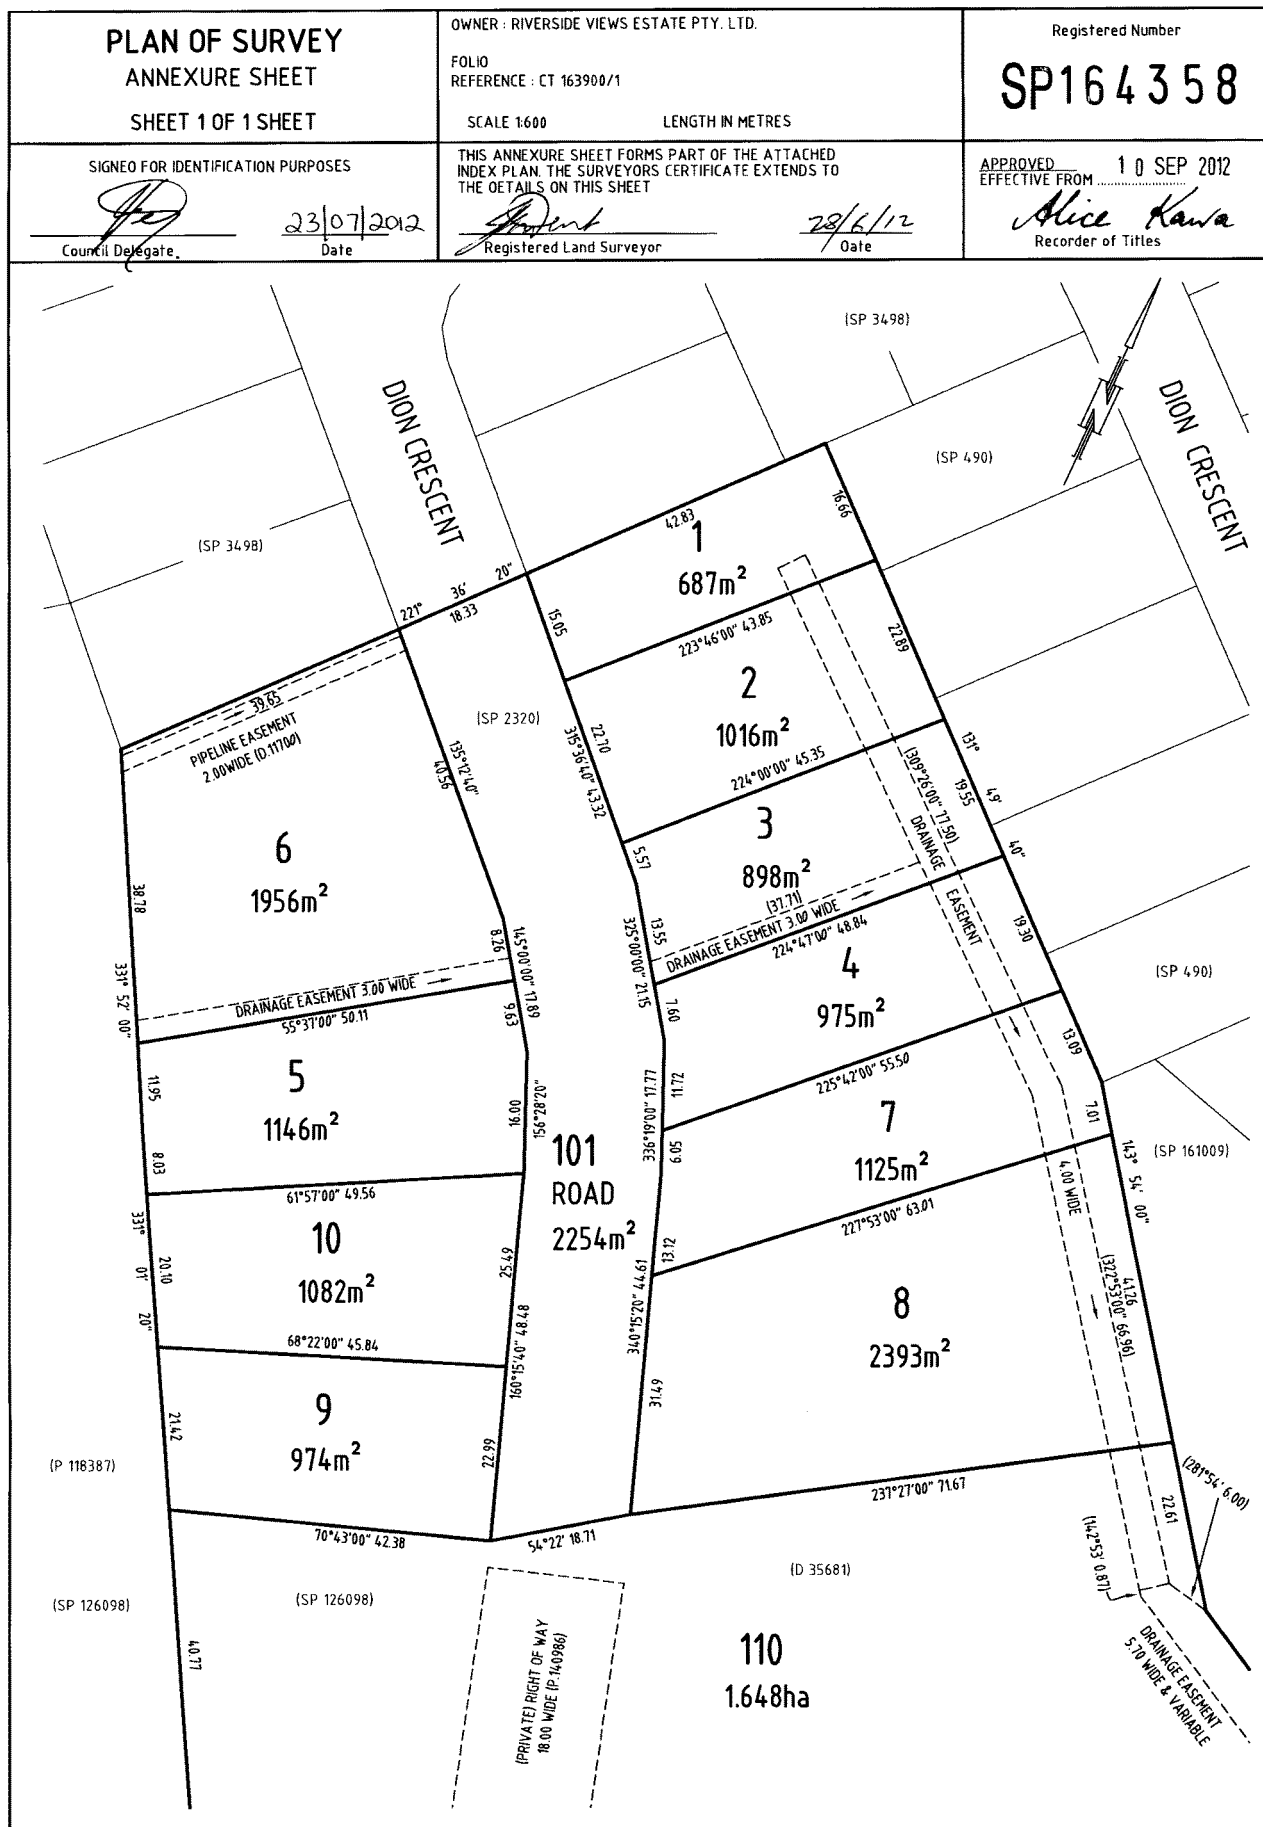 PLAN OF SURVEY
ANNEXURE SHEET
SHEET 1 OF 1 SHEET
OWNER : RIVERSIDE VIEWS ESTATE PTY. LTD.
FOLIO
REFERENCE : CT 163900/1
SCALE 1:600 LENGTH IN METRES
Registered Number
SP164358
SIGNED FOR IDENTIFICATION PURPOSES
23/07/2012
Council Delegate. Date
THIS ANNEXURE SHEET FORMS PART OF THE ATTACHED
INDEX PLAN. THE SURVEYORS CERTIFICATE EXTENDS TO
THE DETAILS ON THIS SHEET
28/6/12
Registered Land Surveyor Date
APPROVED
EFFECTIVE FROM 10 SEP 2012
Alice Kawa
Recorder of Titles
(SP 3498)
DION CRESCENT
DION CRESCENT
(SP 490)
(SP 3498)
42.83
16.66
1
687m²
221° 36' 20"
18.33
15.05
223°46'00" 43.85
22.89
39.65
PIPELINE EASEMENT
2.00WIDE (D.11700)
(SP 2320)
2
1016m²
22.70
315°36'40" 43.32
135°12'40"
40.56
224°00'00" 45.35
131° 49' 40"
19.55
(309°26'00" 77.50)
DRAINAGE EASEMENT
3
898m²
5.57
(37.71)
DRAINAGE EASEMENT 3.00 WIDE
224°47'00" 48.84
6
1956m²
38.78
8.26
145°00'00" 17.89
13.55
325°00'00" 21.15
19.30
331° 52' 00"
DRAINAGE EASEMENT 3.00 WIDE
55°37'00" 50.11
9.63
7.60
4
975m²
(SP 490)
13.09
5
1146m²
11.95
16.00
156°28'20"
336°19'00" 17.77
11.72
225°42'00" 55.50
7.01
8.03
101
ROAD
2254m²
6.05
7
1125m²
143° 54' 00"
(SP 161009)
61°57'00" 49.56
4.00 WIDE
227°53'00" 63.01
331° 01' 20"
20.10
10
1082m²
25.49
13.12
41.26
(322°53'00" 66.96)
68°22'00" 45.84
160°15'40" 48.48
340°15'20" 44.61
8
2393m²
9
974m²
21.42
22.99
31.49
(P 118387)
237°27'00" 71.67
(281°54' 6.00)
22.61
70°43'00" 42.38
54°22' 18.71
(142°53' 0.87)
(D 35681)
(SP 126098)
(SP 126098)
40.77
(PRIVATE) RIGHT OF WAY
18.00 WIDE (P.140986)
110
1.648ha
DRAINAGE EASEMENT
5.70 WIDE & VARIABLE